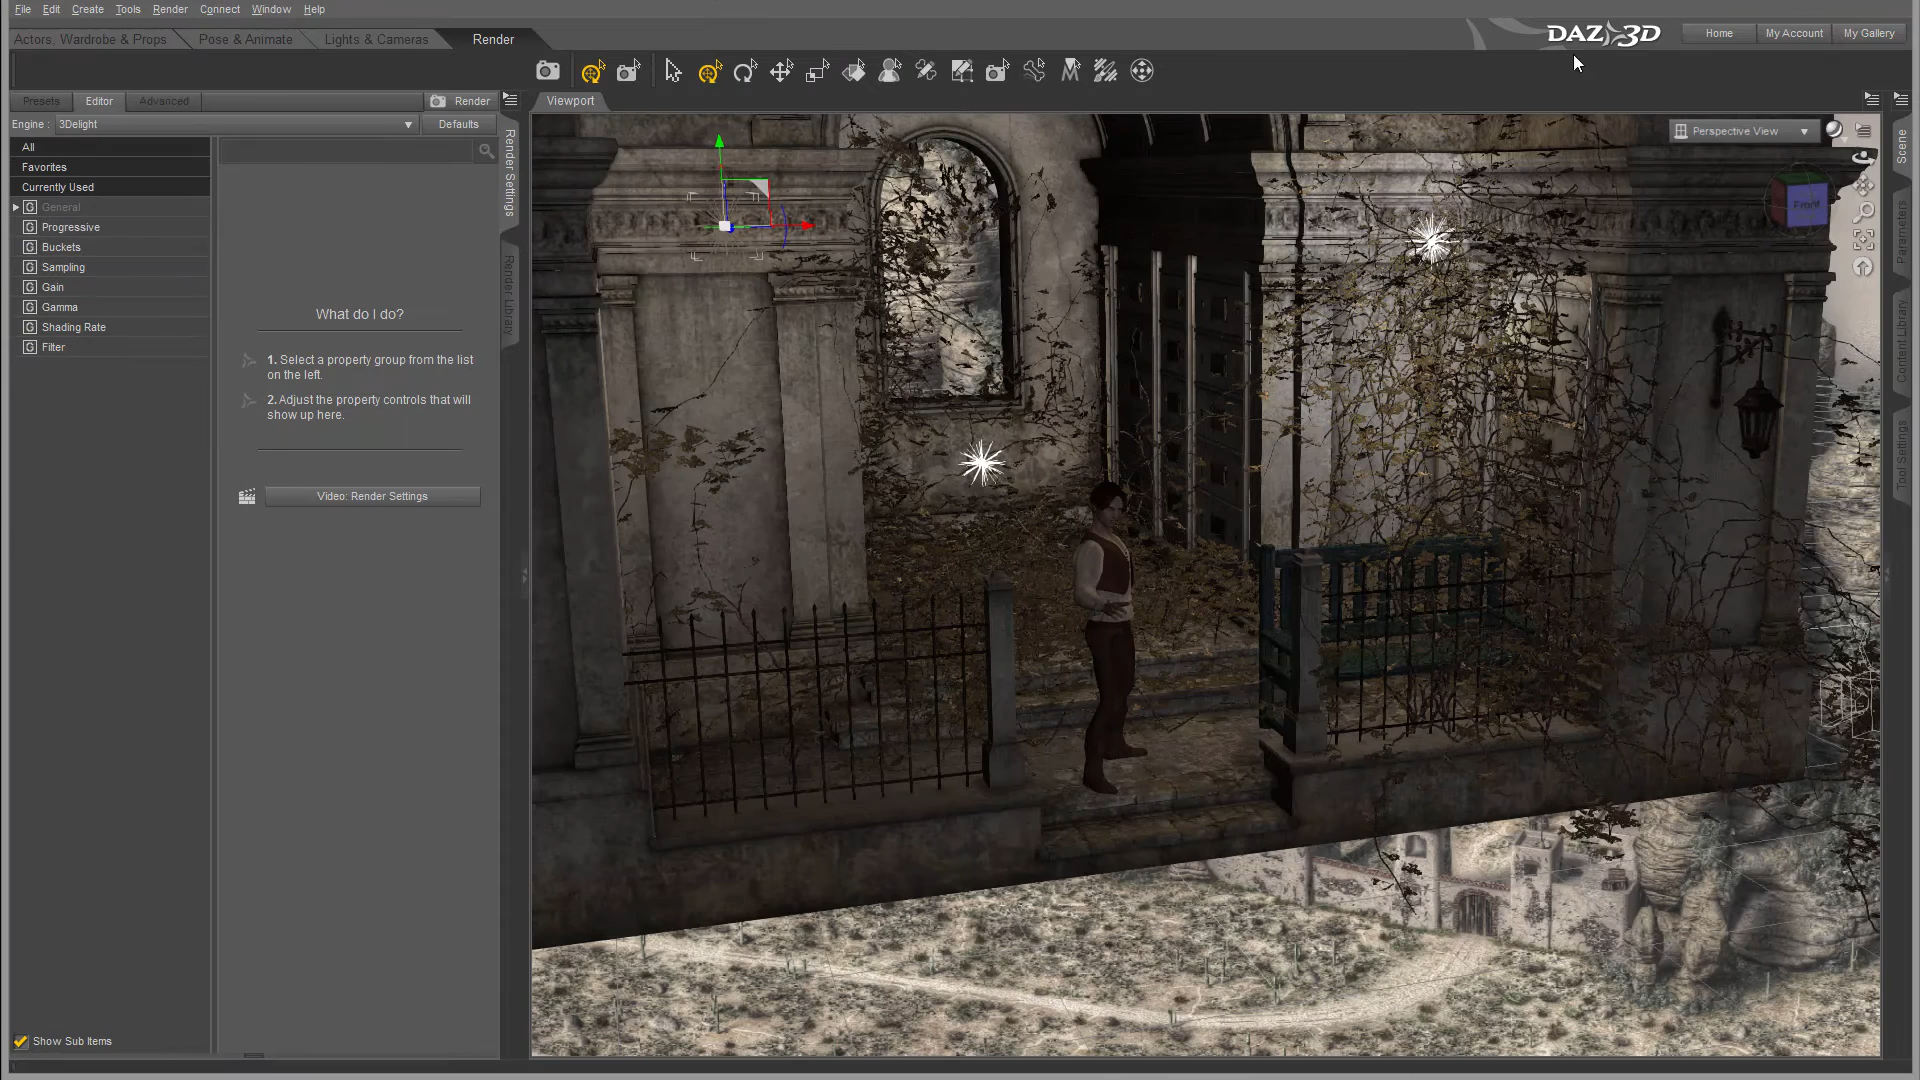 File Edit Create Tools Render Connect Window Help
Actors, Wardrobe & Props Pose & Animate Lights & Cameras Render
DAZ 3D Home My Account My Gallery
Presets Editor Advanced Render Viewport
Engine : 3Delight Defaults
Perspective View
All
Favorites
Currently Used
General
Progressive
Buckets
Sampling
Gain
Gamma
Shading Rate
Filter
What do I do?
1. Select a property group from the list
on the left.
2. Adjust the property controls that will
show up here.
Video: Render Settings
Show Sub Items
Render Settings
Render Library
Front
Scene
Parameters
Content Library
Tool Settings